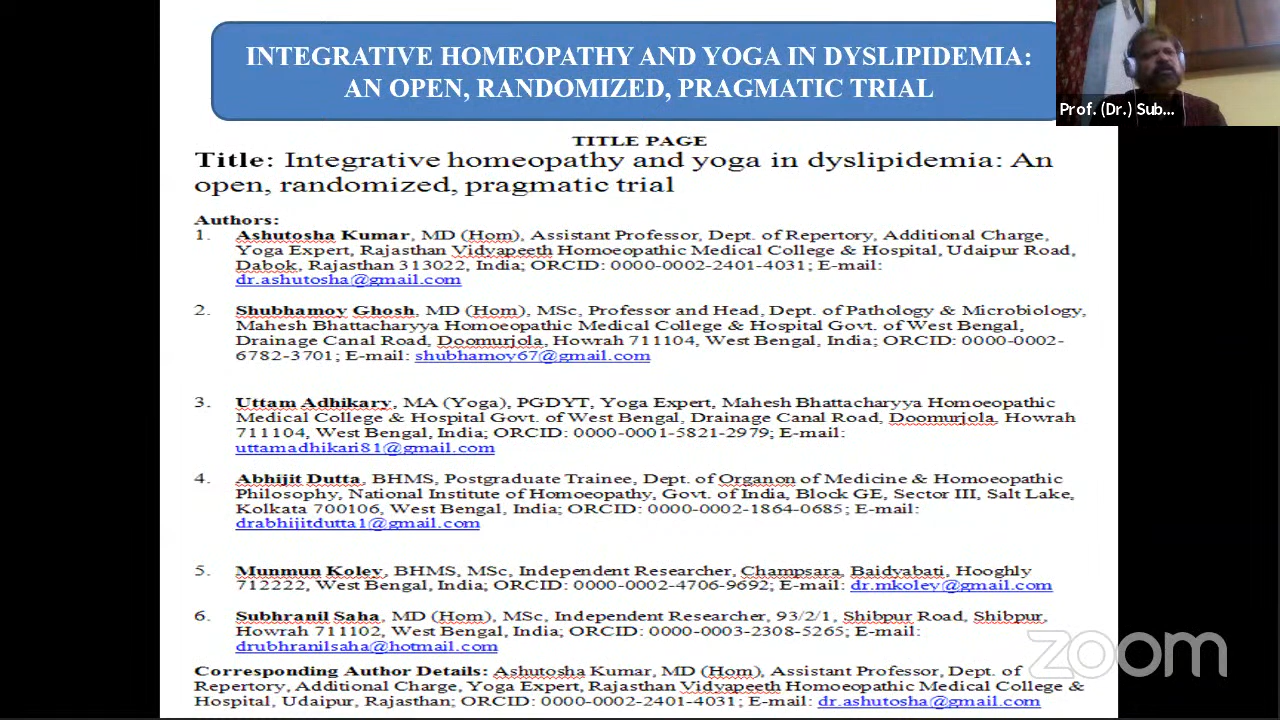 INTEGRATIVE HOMEOPATHY AND YOGA IN DYSLIPIDEMIA:
AN OPEN, RANDOMIZED, PRAGMATIC TRIAL
Prof. (Dr.) Sub...
TITLE PAGE
Title: Integrative homeopathy and yoga in dyslipidemia: An
open, randomized, pragmatic trial
Authors:
1. Ashutosha Kumar, MD (Hom), Assistant Professor, Dept. of Repertory, Additional Charge,
Yoga Expert, Rajasthan Vidvapeeth Homoeopathic Medical College & Hospital, Udaipur Road,
Dabok, Rajasthan 313022, India; ORCID: 0000-0002-2401-4031; E-mail:
dr.ashutosha@gmail.com
2. Shubhamoy Ghosh, MD (Hom), MSc, Professor and Head, Dept. of Pathology & Microbiology,
Mahesh Bhattacharyya Homoeopathic Medical College & Hospital Govt. of West Bengal,
Drainage Canal Road, Doomurjola, Howrah 711104, West Bengal, India; ORCID: 0000-0002-
6782-3701; E-mail: shubhamoy67@gmail.com
3. Uttam Adhikary, MA (Yoga), PGDYT, Yoga Expert, Mahesh Bhattacharyya Homoeopathic
Medical College & Hospital Govt. of West Bengal, Drainage Canal Road, Doomurjola, Howrah
711104, West Bengal, India; ORCID: 0000-0001-5821-2979; E-mail:
uttamadhikari81@gmail.com
4. Abhijit Dutta, BHMS, Postgraduate Trainee, Dept. of Organon of Medicine & Homoeopathic
Philosophy, National Institute of Homoeopathy, Govt. of India, Block GE, Sector III, Salt Lake,
Kolkata 700106, West Bengal, India; ORCID: 0000-0002-1864-0685; E-mail:
drabhijitdutta1@gmail.com
5. Munmun Koley, BHMS, MSc, Independent Researcher, Champsara, Baidyabati, Hooghly
712222, West Bengal, India; ORCID: 0000-0002-4706-9692; E-mail: dr.mkoley@gmail.com
6. Subhranil Saha, MD (Hom), MSc, Independent Researcher, 93/2/1, Shibpur Road, Shibpur,
Howrah 711102, West Bengal, India; ORCID: 0000-0003-2308-5265; E-mail:
drubhranilsaha@hotmail.com
zoom
Corresponding Author Details: Ashutosha Kumar, MD (Hom), Assistant Professor, Dept. of
Repertory, Additional Charge, Yoga Expert, Rajasthan Vidyapeeth Homoeopathic Medical College &
Hospital, Udaipur, Rajasthan; ORCID: 0000-0002-2401-4031; E-mail: dr.ashutosha@gmail.com